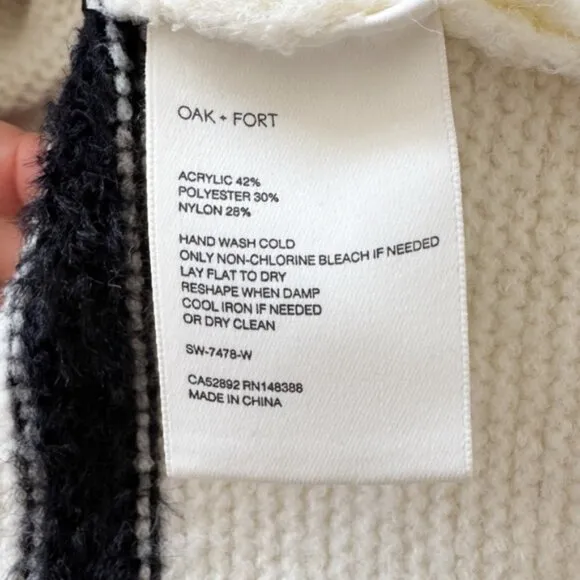 OAK + FORT
ACRYLIC 42%
POLYESTER 30%
NYLON 28%
HAND WASH COLD
ONLY NON-CHLORINE BLEACH IF NEEDED
LAY FLAT TO DRY
RESHAPE WHEN DAMP
COOL IRON IF NEEDED
OR DRY CLEAN
SW-7478-W
CA52892 RN148388
MADE IN CHINA